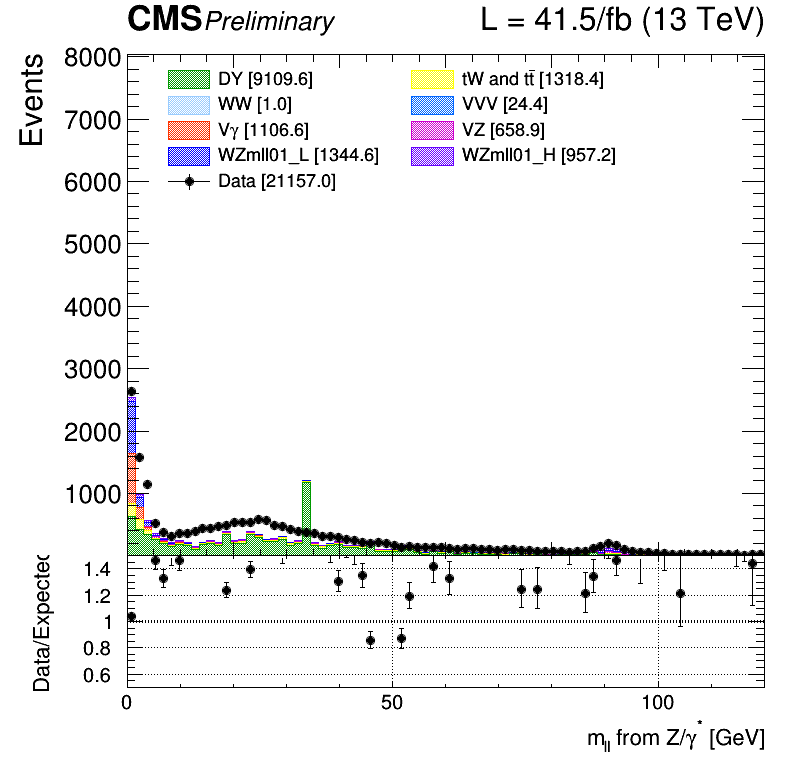 CMS Preliminary L = 41.5/fb (13 TeV)
Events
8000
7000
6000
5000
4000
3000
2000
1000
DY [9109.6] tW and tt̄ [1318.4]
WW [1.0] VVV [24.4]
Vγ [1106.6] VZ [658.9]
WZmll01_L [1344.6] WZmll01_H [957.2]
Data [21157.0]
Data/Expected
1.4
1.2
1
0.8
0.6
0 50 100
m_ll from Z/γ* [GeV]